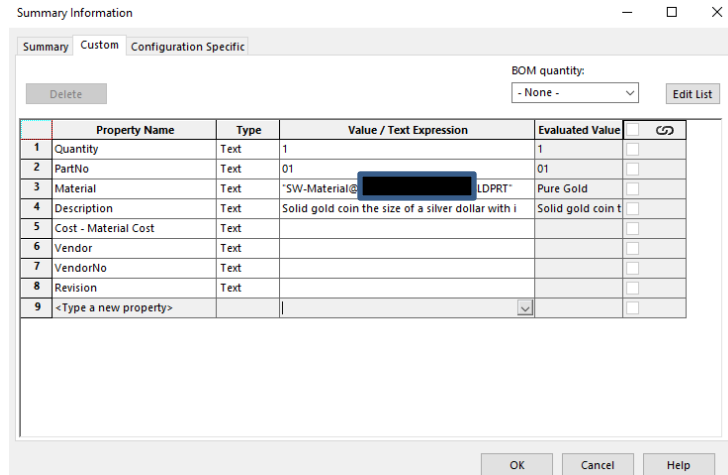 Summary Information
Summary Custom Configuration Specific
BOM quantity:
Delete - None - Edit List
Property Name Type Value / Text Expression Evaluated Value
1 Quantity Text 1 1
2 PartNo Text 01 01
3 Material Text "SW-Material@ LDPRT" Pure Gold
4 Description Text Solid gold coin the size of a silver dollar with i Solid gold coin t
5 Cost - Material Cost Text
6 Vendor Text
7 VendorNo Text
8 Revision Text
9 <Type a new property>
OK Cancel Help